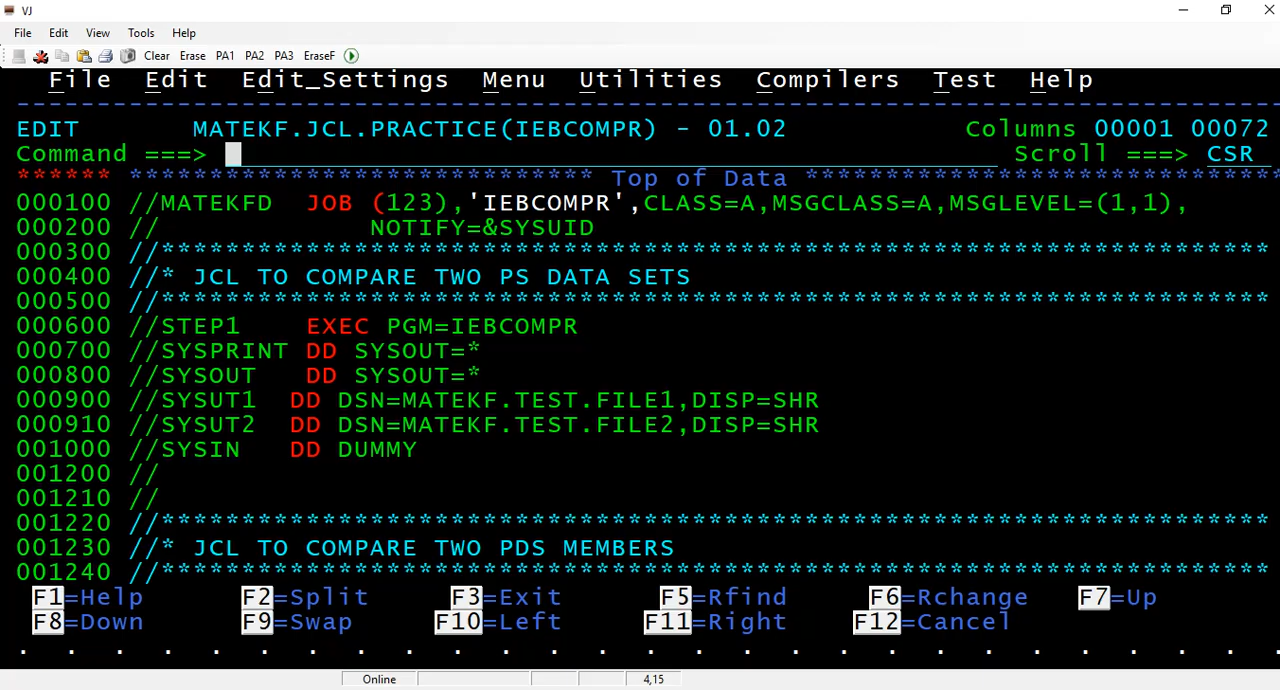 VJ
File Edit View Tools Help
Clear Erase PA1 PA2 PA3 EraseF
File Edit Edit_Settings Menu Utilities Compilers Test Help
--------------------------------------------------------------------------------
EDIT MATEKF.JCL.PRACTICE(IEBCOMPR) - 01.02 Columns 00001 00072
Command ===> Scroll ===> CSR
****** ***************************** Top of Data ******************************
000100 //MATEKFD  JOB (123),'IEBCOMPR',CLASS=A,MSGCLASS=A,MSGLEVEL=(1,1),
000200 //             NOTIFY=&SYSUID
000300 //*********************************************************************
000400 //* JCL TO COMPARE TWO PS DATA SETS
000500 //*********************************************************************
000600 //STEP1    EXEC PGM=IEBCOMPR
000700 //SYSPRINT DD SYSOUT=*
000800 //SYSOUT   DD SYSOUT=*
000900 //SYSUT1  DD DSN=MATEKF.TEST.FILE1,DISP=SHR
000910 //SYSUT2  DD DSN=MATEKF.TEST.FILE2,DISP=SHR
001000 //SYSIN   DD DUMMY
001200 //
001210 //
001220 //*********************************************************************
001230 //* JCL TO COMPARE TWO PDS MEMBERS
001240 //*********************************************************************
F1=Help F2=Split F3=Exit F5=Rfind F6=Rchange F7=Up
F8=Down F9=Swap F10=Left F11=Right F12=Cancel
. . . . . . . . . . . . . . . . . . . . . . . . . . .
Online 4,15